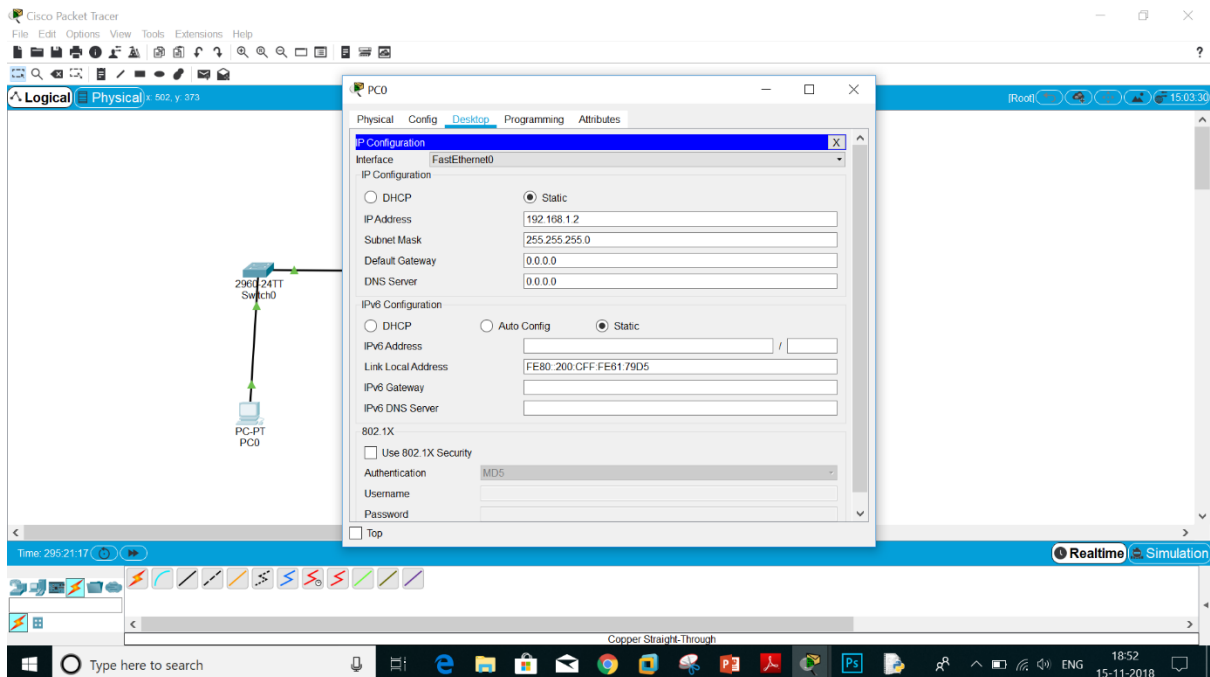 Cisco Packet Tracer
File Edit Options View Tools Extensions Help
?
Logical Physical x: 502, y: 373
[Root] 15:03:30
2960-24TT
Switch0
PC-PT
PC0
PC0
Physical Config Desktop Programming Attributes
IP Configuration X
Interface FastEthernet0
IP Configuration
DHCP Static
IP Address 192.168.1.2
Subnet Mask 255.255.255.0
Default Gateway 0.0.0.0
DNS Server 0.0.0.0
IPv6 Configuration
DHCP Auto Config Static
IPv6 Address /
Link Local Address FE80::200:CFF:FE61:79D5
IPv6 Gateway
IPv6 DNS Server
802.1X
Use 802.1X Security
Authentication MD5
Username
Password
Top
Time: 295:21:17
Realtime Simulation
Copper Straight-Through
Type here to search
Ps
ENG
18:52
15-11-2018